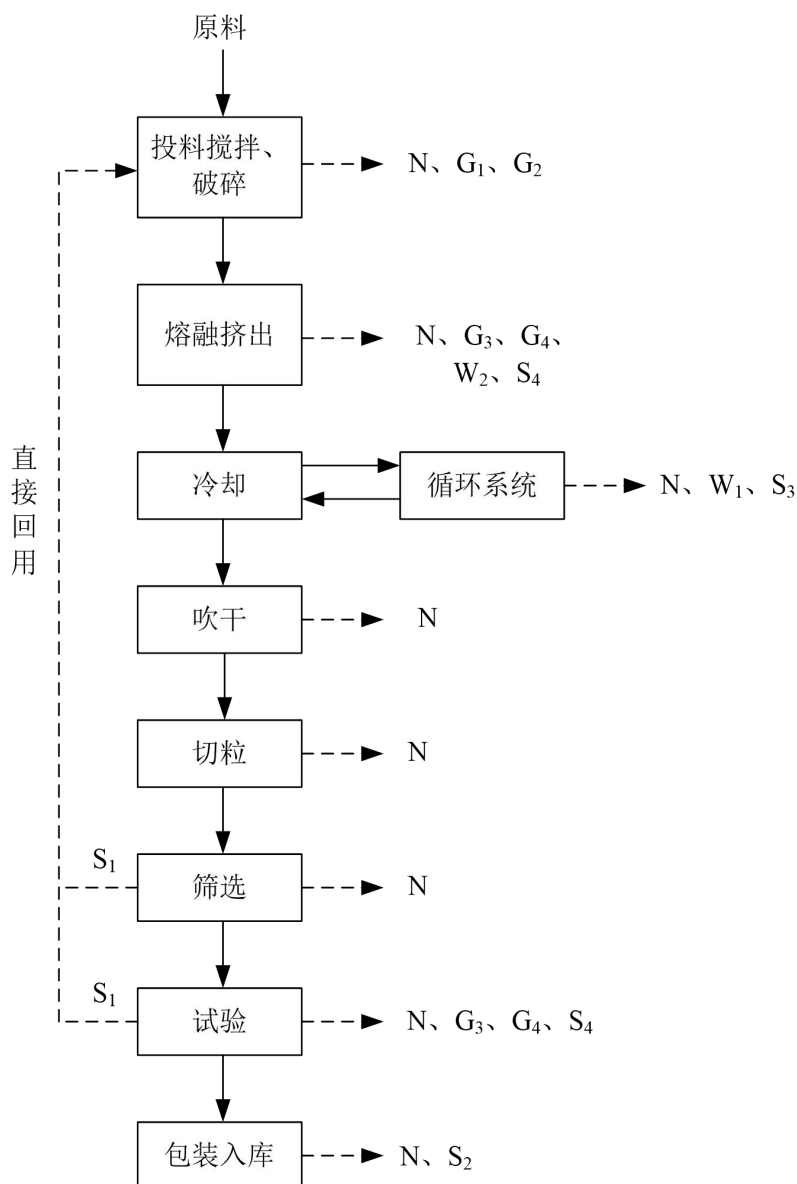 原料
投料搅拌、
破碎
N、G₁、G₂
熔融挤出
N、G₃、G₄、
W₂、S₄
直接回用
冷却
循环系统
N、W₁、S₃
吹干
N
切粒
N
S₁
筛选
N
S₁
试验
N、G₃、G₄、S₄
包装入库
N、S₂